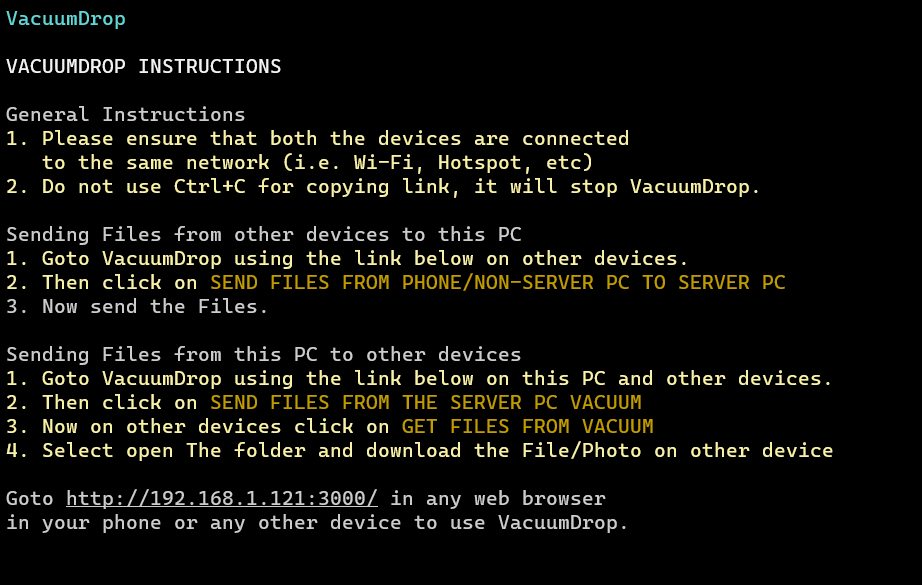 VacuumDrop
VACUUMDROP INSTRUCTIONS
General Instructions
1. Please ensure that both the devices are connected
to the same network (i.e. Wi-Fi, Hotspot, etc)
2. Do not use Ctrl+C for copying link, it will stop VacuumDrop.
Sending Files from other devices to this PC
1. Goto VacuumDrop using the link below on other devices.
2. Then click on SEND FILES FROM PHONE/NON-SERVER PC TO SERVER PC
3. Now send the Files.
Sending Files from this PC to other devices
1. Goto VacuumDrop using the link below on this PC and other devices.
2. Then click on SEND FILES FROM THE SERVER PC VACUUM
3. Now on other devices click on GET FILES FROM VACUUM
4. Select open The folder and download the File/Photo on other device
Goto http://192.168.1.121:3000/ in any web browser
in your phone or any other device to use VacuumDrop.